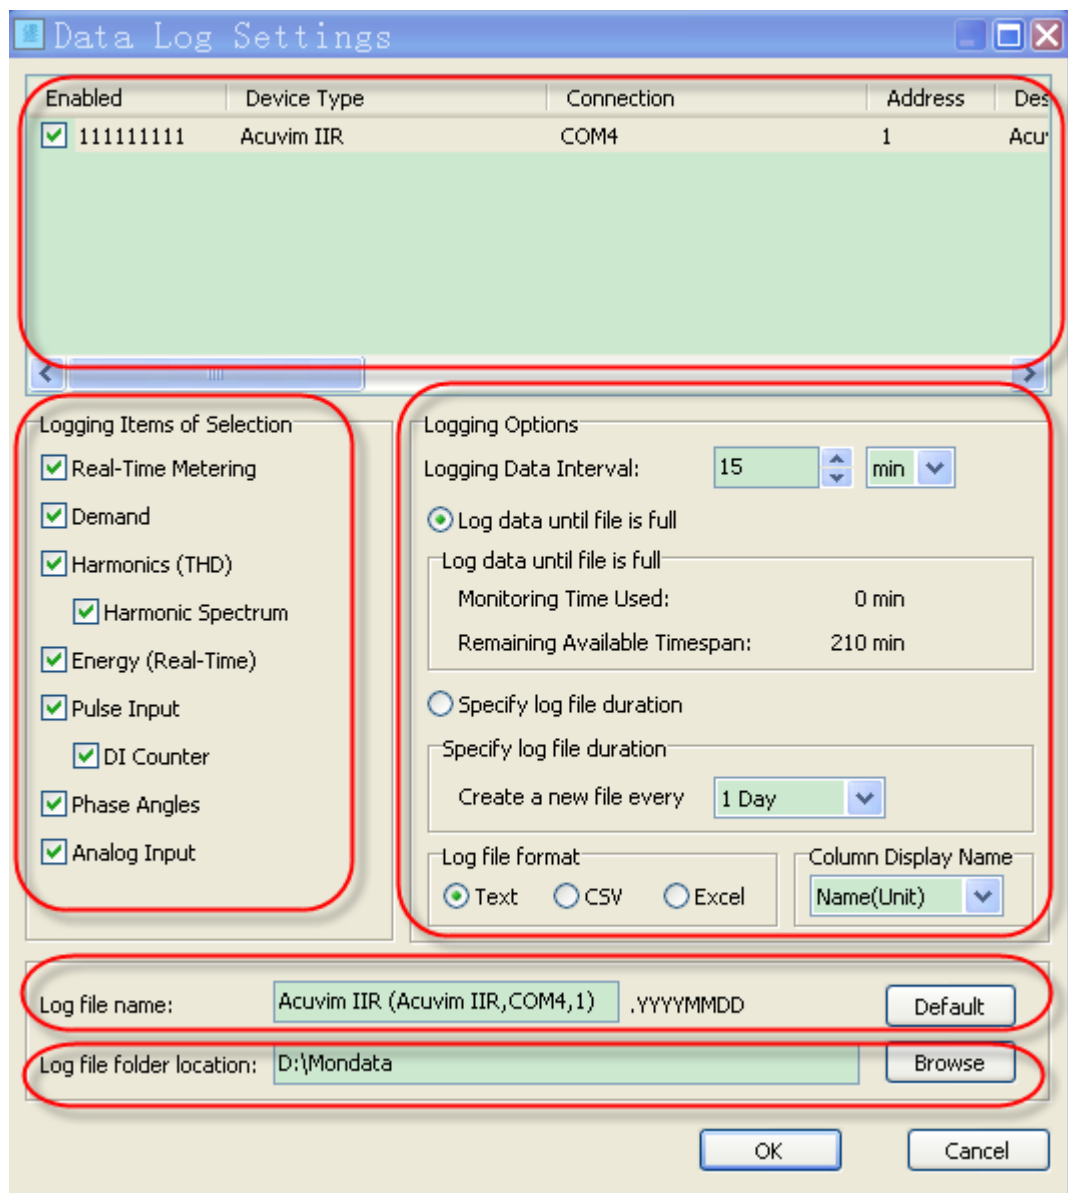 Data Log Settings
Enabled Device Type Connection Address Des
111111111 Acuvim IIR COM4 1 Acu
Logging Items of Selection
Real-Time Metering
Demand
Harmonics (THD)
Harmonic Spectrum
Energy (Real-Time)
Pulse Input
DI Counter
Phase Angles
Analog Input
Logging Options
Logging Data Interval: 15 min
Log data until file is full
Log data until file is full
Monitoring Time Used: 0 min
Remaining Available Timespan: 210 min
Specify log file duration
Specify log file duration
Create a new file every 1 Day
Log file format
Text CSV Excel
Column Display Name
Name(Unit)
Log file name: Acuvim IIR (Acuvim IIR,COM4,1) .YYYYMMDD Default
Log file folder location: D:\Mondata Browse
OK Cancel